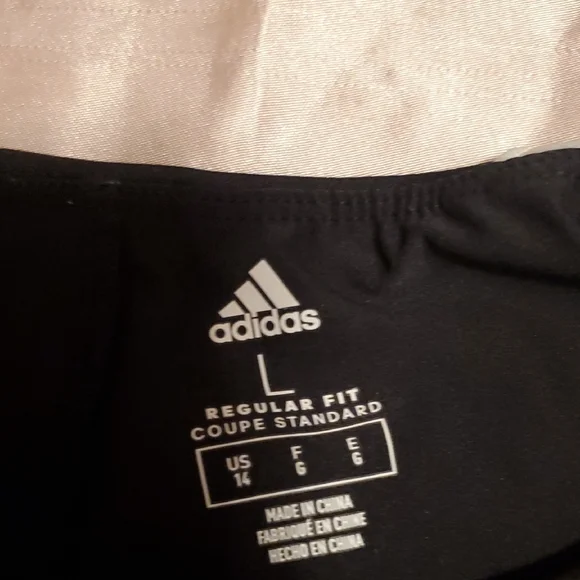 adidas
L
REGULAR FIT
COUPE STANDARD
US F E
14 G G
MADE IN CHINA
FABRIQUÉ EN CHINE
HECHO EN CHINA